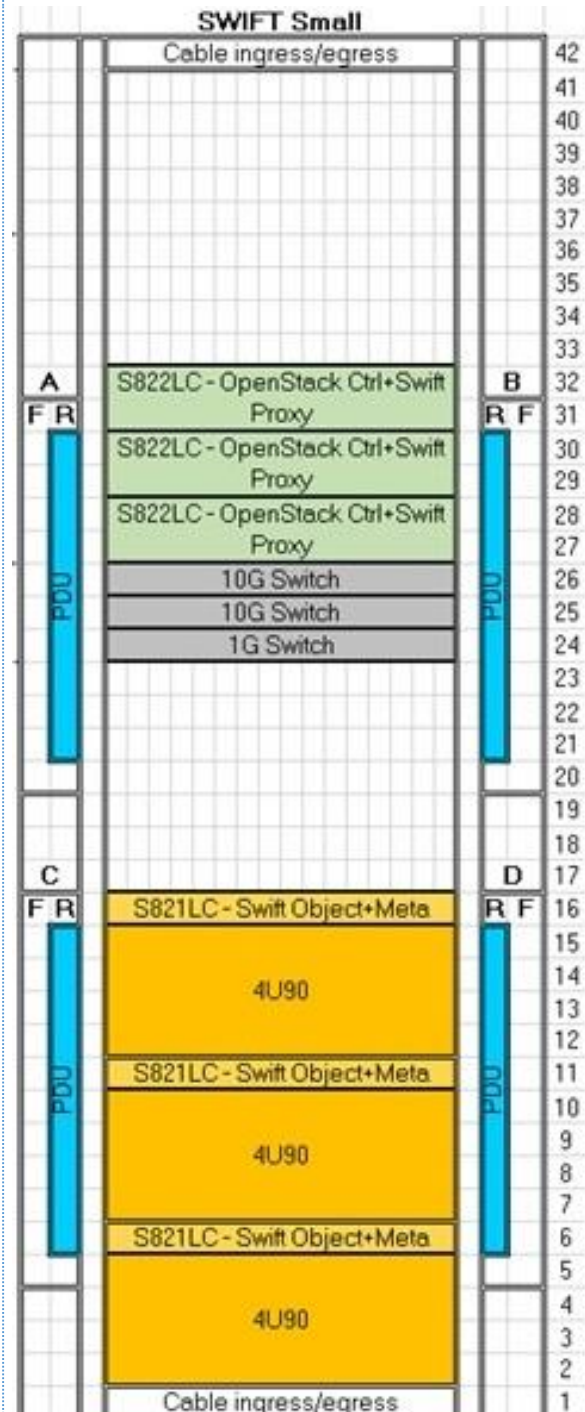 SWIFT Small
Cable ingress/egress 42
41
40
39
38
37
36
35
34
33
A S822LC - OpenStack Ctrl+Swift B 32
F R Proxy R F 31
S822LC - OpenStack Ctrl+Swift 30
Proxy 29
S822LC - OpenStack Ctrl+Swift 28
Proxy 27
PDU 10G Switch PDU 26
10G Switch 25
1G Switch 24
23
22
21
20
19
18
C D 17
F R S821LC - Swift Object+Meta R F 16
15
4U90 14
13
12
PDU S821LC - Swift Object+Meta PDU 11
10
4U90 9
8
7
S821LC - Swift Object+Meta 6
5
4U90 4
3
2
Cable ingress/egress 1